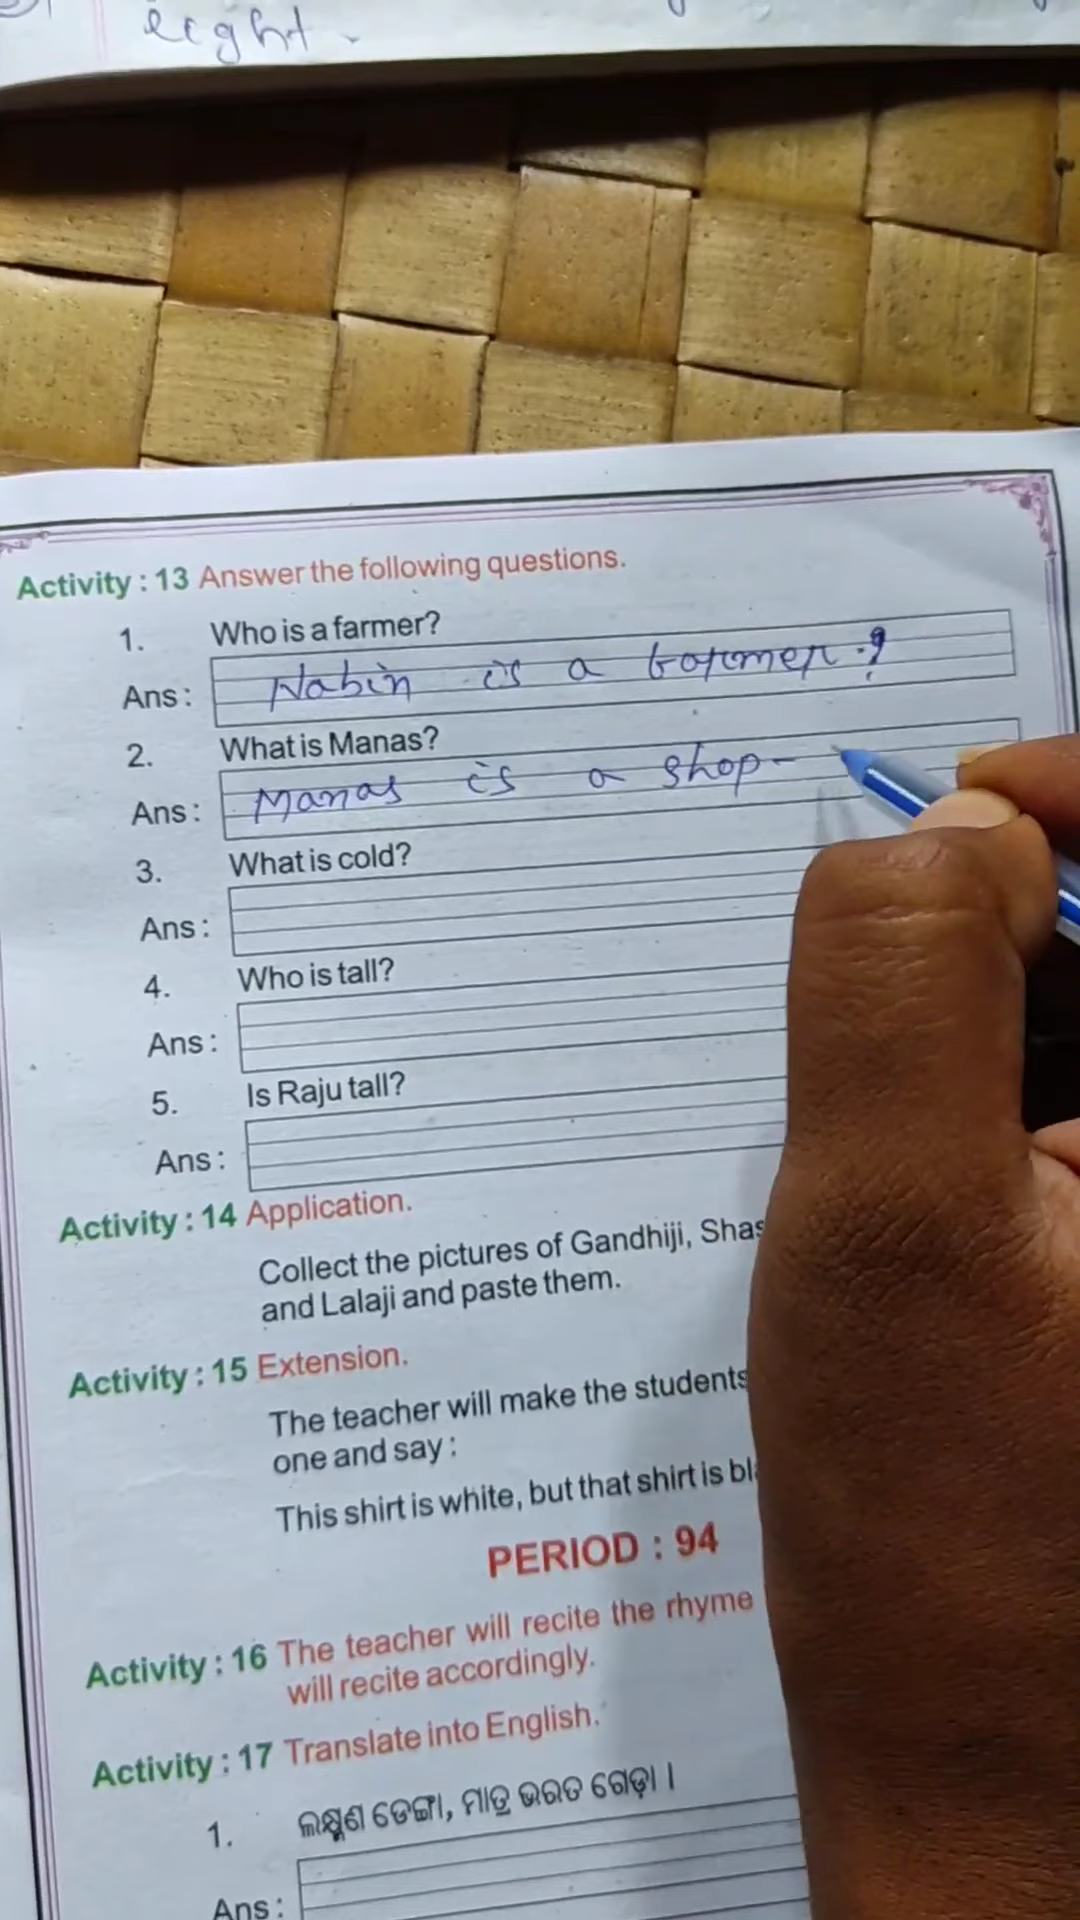 eight.
Activity : 13 Answer the following questions.
1. Who is a farmer?
Ans : Nabin is a farmer.?
2. What is Manas?
Ans : Manas is a shop-
3. What is cold?
Ans :
4. Who is tall?
Ans :
5. Is Raju tall?
Ans :
Activity : 14 Application.
Collect the pictures of Gandhiji, Shas
and Lalaji and paste them.
Activity : 15 Extension.
The teacher will make the students
one and say :
This shirt is white, but that shirt is bla
PERIOD : 94
Activity : 16 The teacher will recite the rhyme
will recite accordingly.
Activity : 17 Translate into English.
1. ଲକ୍ଷ୍ମଣ ଡେଙ୍ଗା, ମାତ୍ର ଭରତ ଗେଡ଼ା ।
Ans :